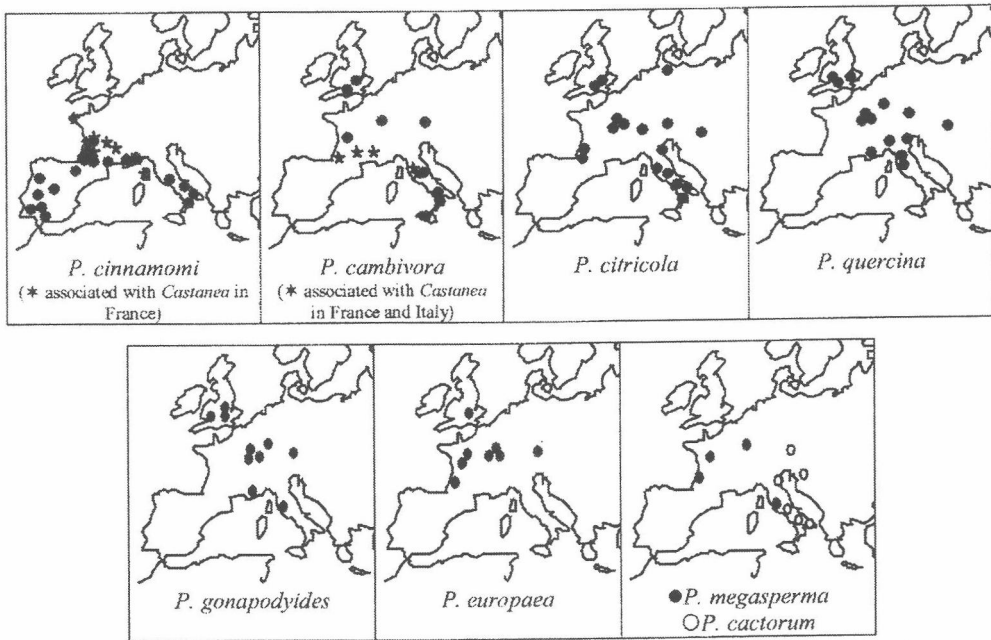 P. cinnamomi
(✶ associated with Castanea in
France)
P. cambivora
(✶ associated with Castanea
in France and Italy)
P. citricola
P. quercina
P. gonapodyides
P. europaea
●P. megasperma
○P. cactorum